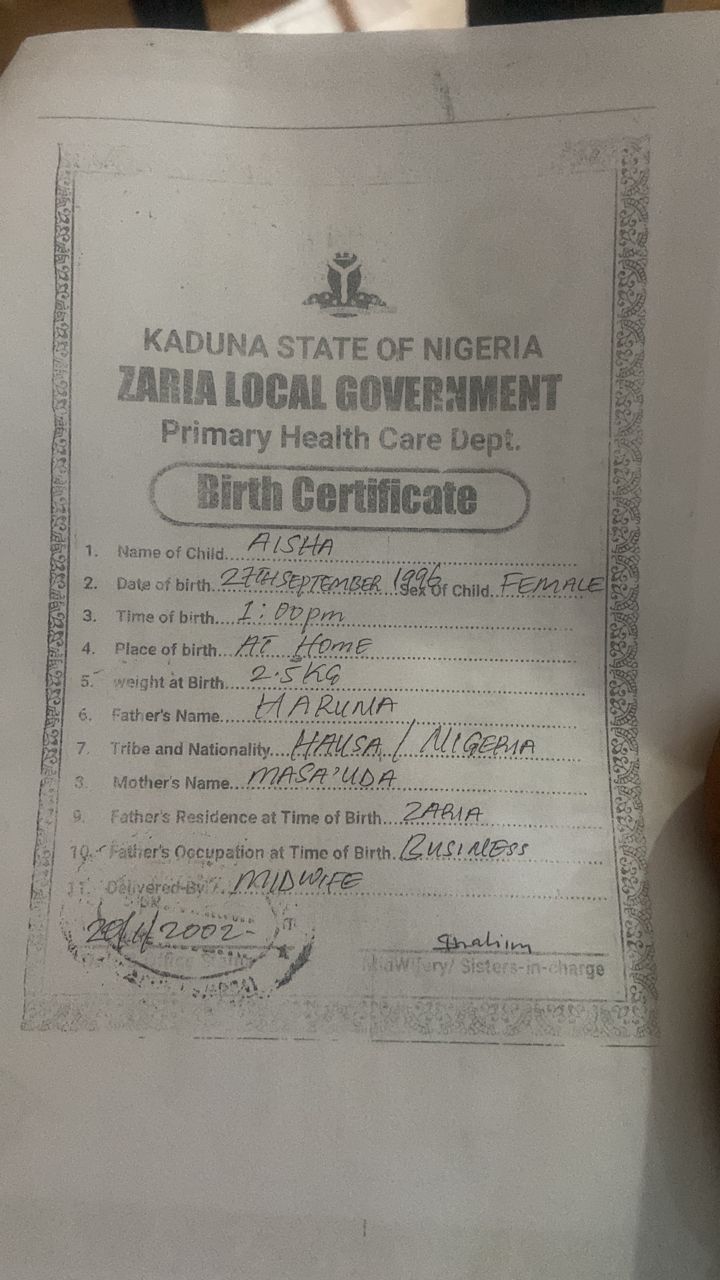 KADUNA STATE OF NIGERIA
ZARIA LOCAL GOVERNMENT
Primary Health Care Dept.
Birth Certificate
1. Name of Child... AISHA
2. Date of birth. 27TH SEPTEMBER 1996 Sex Of Child. FEMALE
3. Time of birth.... 1:00pm
4. Place of birth... AT HOME
5. weight at Birth... 2.5KG
6. Father's Name.... HARUNA
7. Tribe and Nationality... HAUSA / NIGERIA
3. Mother's Name... MASA'UDA
9. Father's Residence at Time of Birth... ZARIA
10. Father's Occupation at Time of Birth. BUSINESS
11. Delivered By MIDWIFE
2002
MidWifery/ Sisters-in-charge